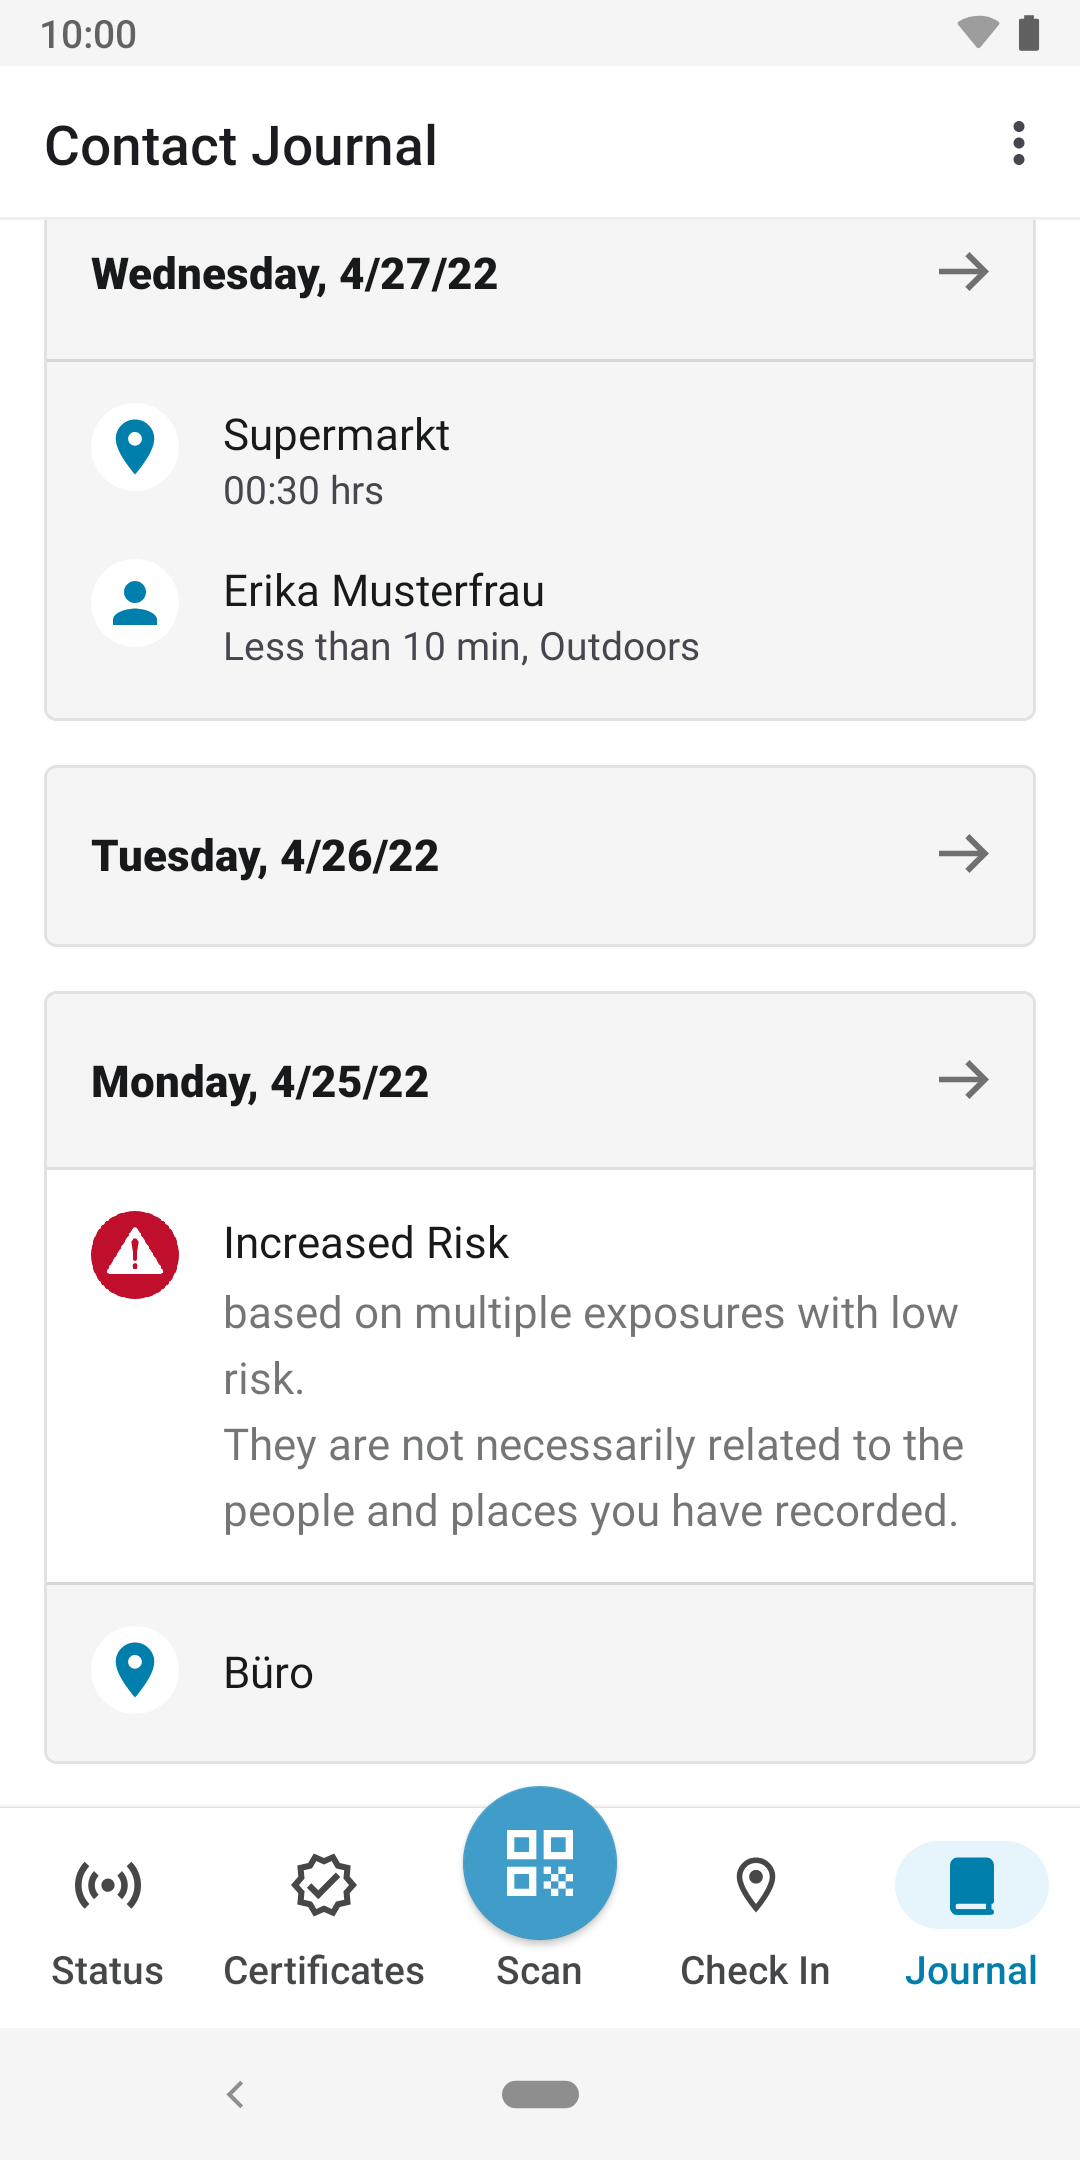 10:00
Contact Journal
Wednesday, 4/27/22
Supermarkt
00:30 hrs
Erika Musterfrau
Less than 10 min, Outdoors
Tuesday, 4/26/22
Monday, 4/25/22
Increased Risk
based on multiple exposures with low
risk.
They are not necessarily related to the
people and places you have recorded.
Büro
Status
Certificates
Scan
Check In
Journal